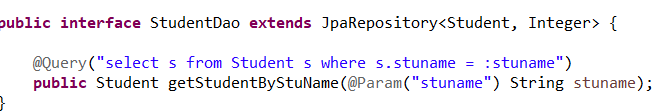 public interface StudentDao extends JpaRepository<Student, Integer> {
@Query("select s from Student s where s.stuname = :stuname")
public Student getStudentByStuName(@Param("stuname") String stuname);
}